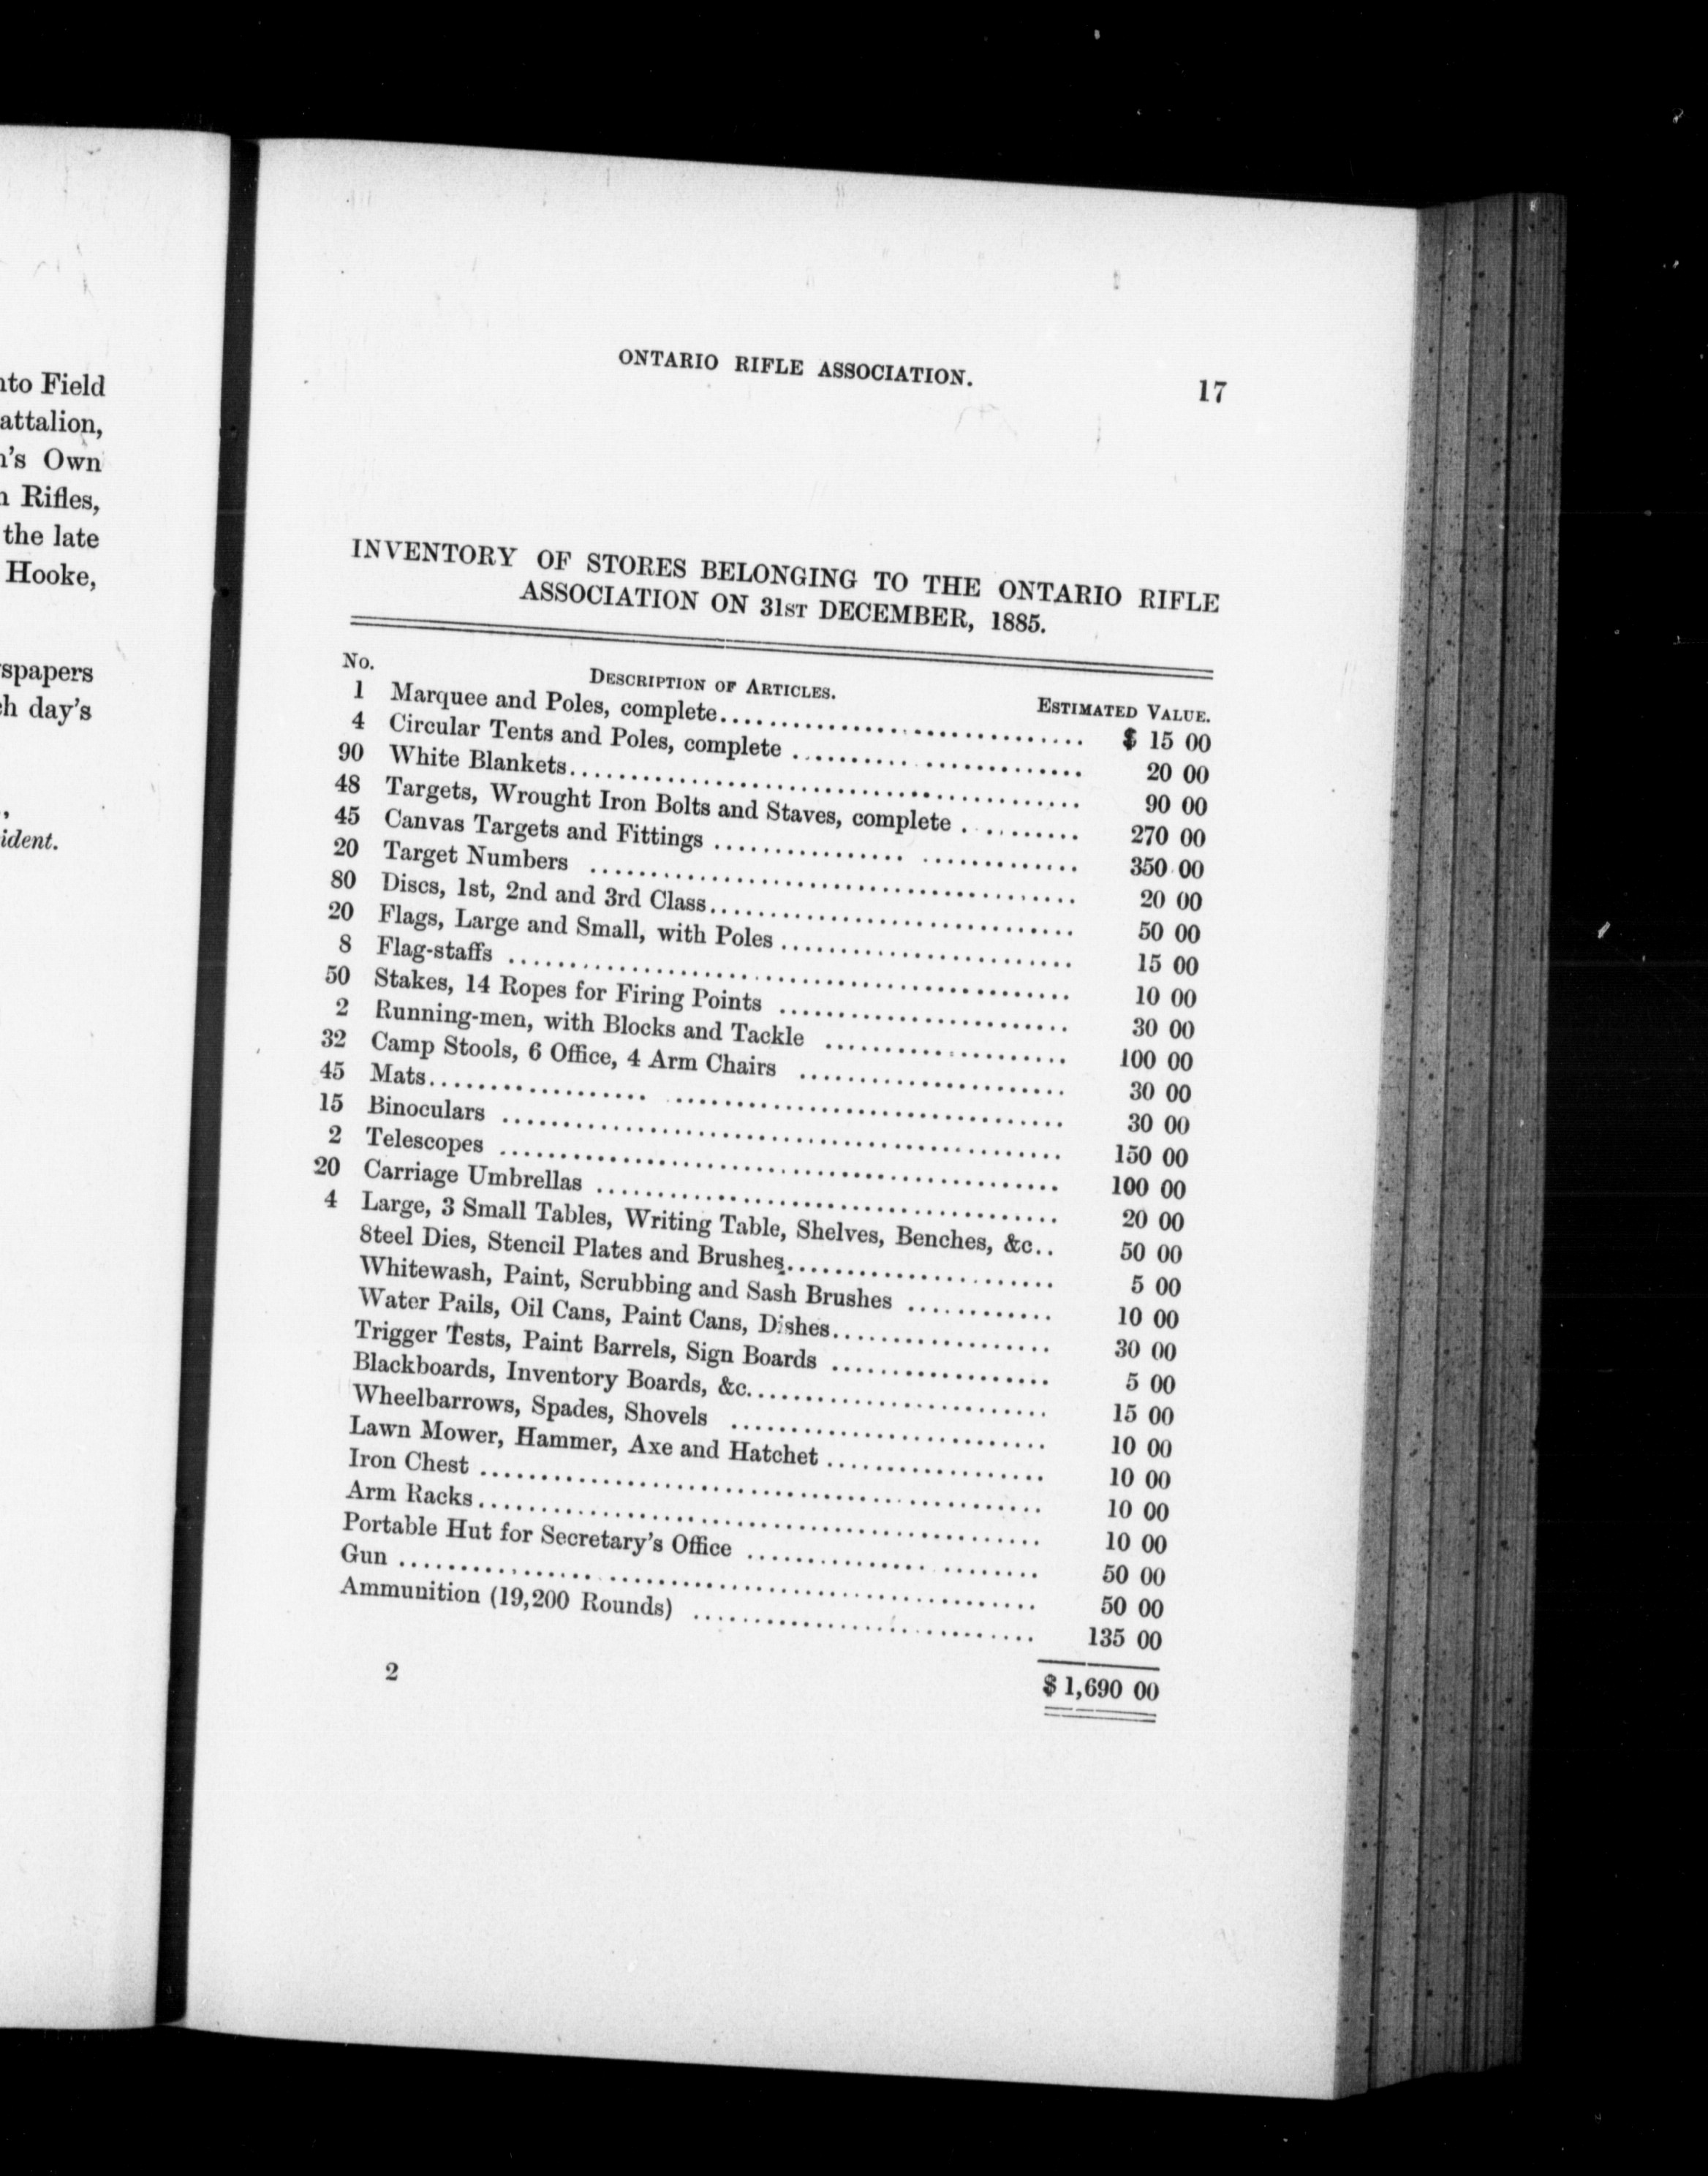 nto Field
attalion,
n's Own
n Rifles,
the late
Hooke,
spapers
ch day's
,
ident.
ONTARIO RIFLE ASSOCIATION. 17
INVENTORY OF STORES BELONGING TO THE ONTARIO RIFLE
ASSOCIATION ON 31ST DECEMBER, 1885.
No. DESCRIPTION OF ARTICLES. ESTIMATED VALUE.
1 Marquee and Poles, complete........ $ 15 00
4 Circular Tents and Poles, complete ........ 20 00
90 White Blankets........ 90 00
48 Targets, Wrought Iron Bolts and Staves, complete ........ 270 00
45 Canvas Targets and Fittings ........ 350 00
20 Target Numbers ........ 20 00
80 Discs, 1st, 2nd and 3rd Class........ 50 00
20 Flags, Large and Small, with Poles ........ 15 00
8 Flag-staffs ........ 10 00
50 Stakes, 14 Ropes for Firing Points ........ 30 00
2 Running-men, with Blocks and Tackle ........ 100 00
32 Camp Stools, 6 Office, 4 Arm Chairs ........ 30 00
45 Mats........ 30 00
15 Binoculars ........ 150 00
2 Telescopes ........ 100 00
20 Carriage Umbrellas ........ 20 00
4 Large, 3 Small Tables, Writing Table, Shelves, Benches, &c.. 50 00
Steel Dies, Stencil Plates and Brushes........ 5 00
Whitewash, Paint, Scrubbing and Sash Brushes ........ 10 00
Water Pails, Oil Cans, Paint Cans, Dishes........ 30 00
Trigger Tests, Paint Barrels, Sign Boards ........ 5 00
Blackboards, Inventory Boards, &c........ 15 00
Wheelbarrows, Spades, Shovels ........ 10 00
Lawn Mower, Hammer, Axe and Hatchet ........ 10 00
Iron Chest ........ 10 00
Arm Racks........ 10 00
Portable Hut for Secretary's Office ........ 50 00
Gun ........ 50 00
Ammunition (19,200 Rounds) ........ 135 00
$ 1,690 00
2